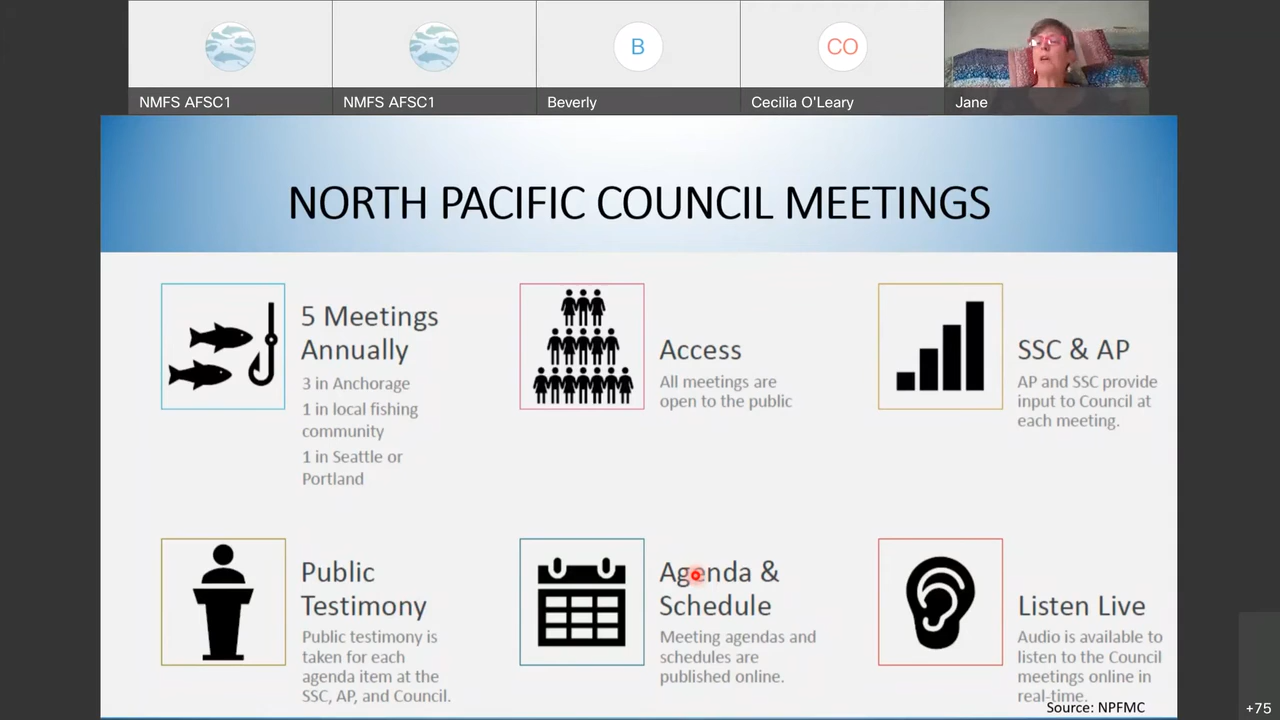 NMFS AFSC1
NMFS AFSC1
B
Beverly
CO
Cecilia O'Leary
Jane
NORTH PACIFIC COUNCIL MEETINGS
5 Meetings
Annually
3 in Anchorage
1 in local fishing
community
1 in Seattle or
Portland
Access
All meetings are
open to the public
SSC & AP
AP and SSC provide
input to Council at
each meeting.
Public
Testimony
Public testimony is
taken for each
agenda item at the
SSC, AP, and Council.
Agenda &
Schedule
Meeting agendas and
schedules are
published online.
Listen Live
Audio is available to
listen to the Council
meetings online in
real-time.
Source: NPFMC
+75